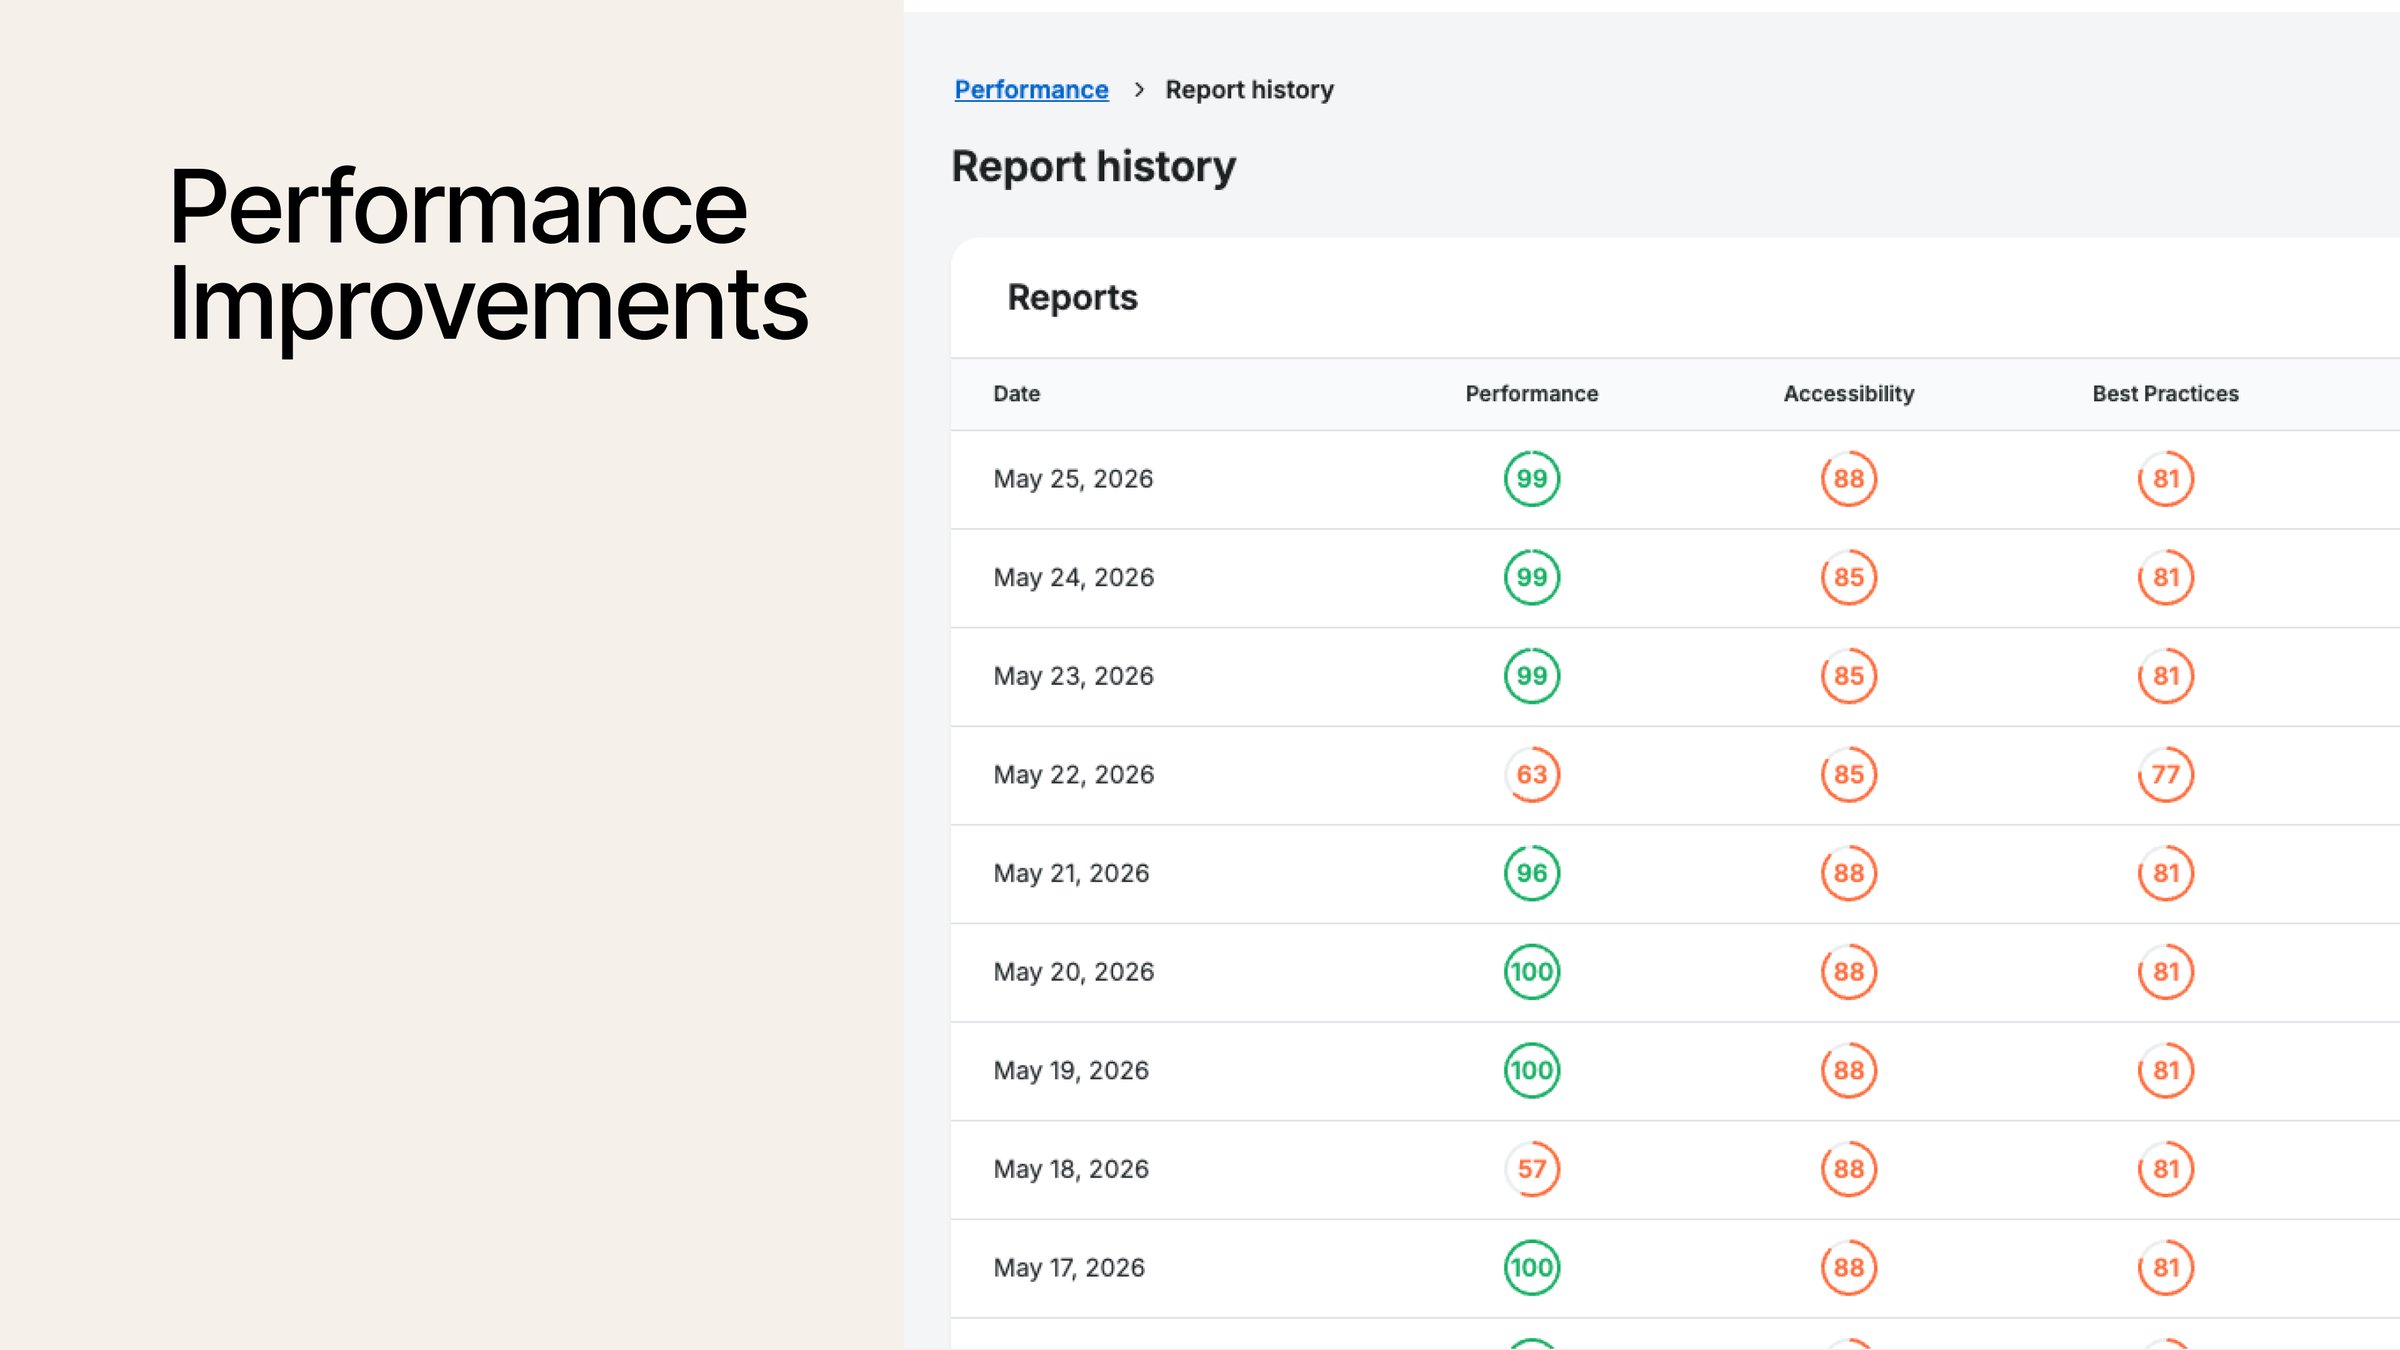 Performance
Improvements
Performance > Report history
Report history
Reports
Date Performance Accessibility Best Practices
May 25, 2026 99 88 81
May 24, 2026 99 85 81
May 23, 2026 99 85 81
May 22, 2026 63 85 77
May 21, 2026 96 88 81
May 20, 2026 100 88 81
May 19, 2026 100 88 81
May 18, 2026 57 88 81
May 17, 2026 100 88 81